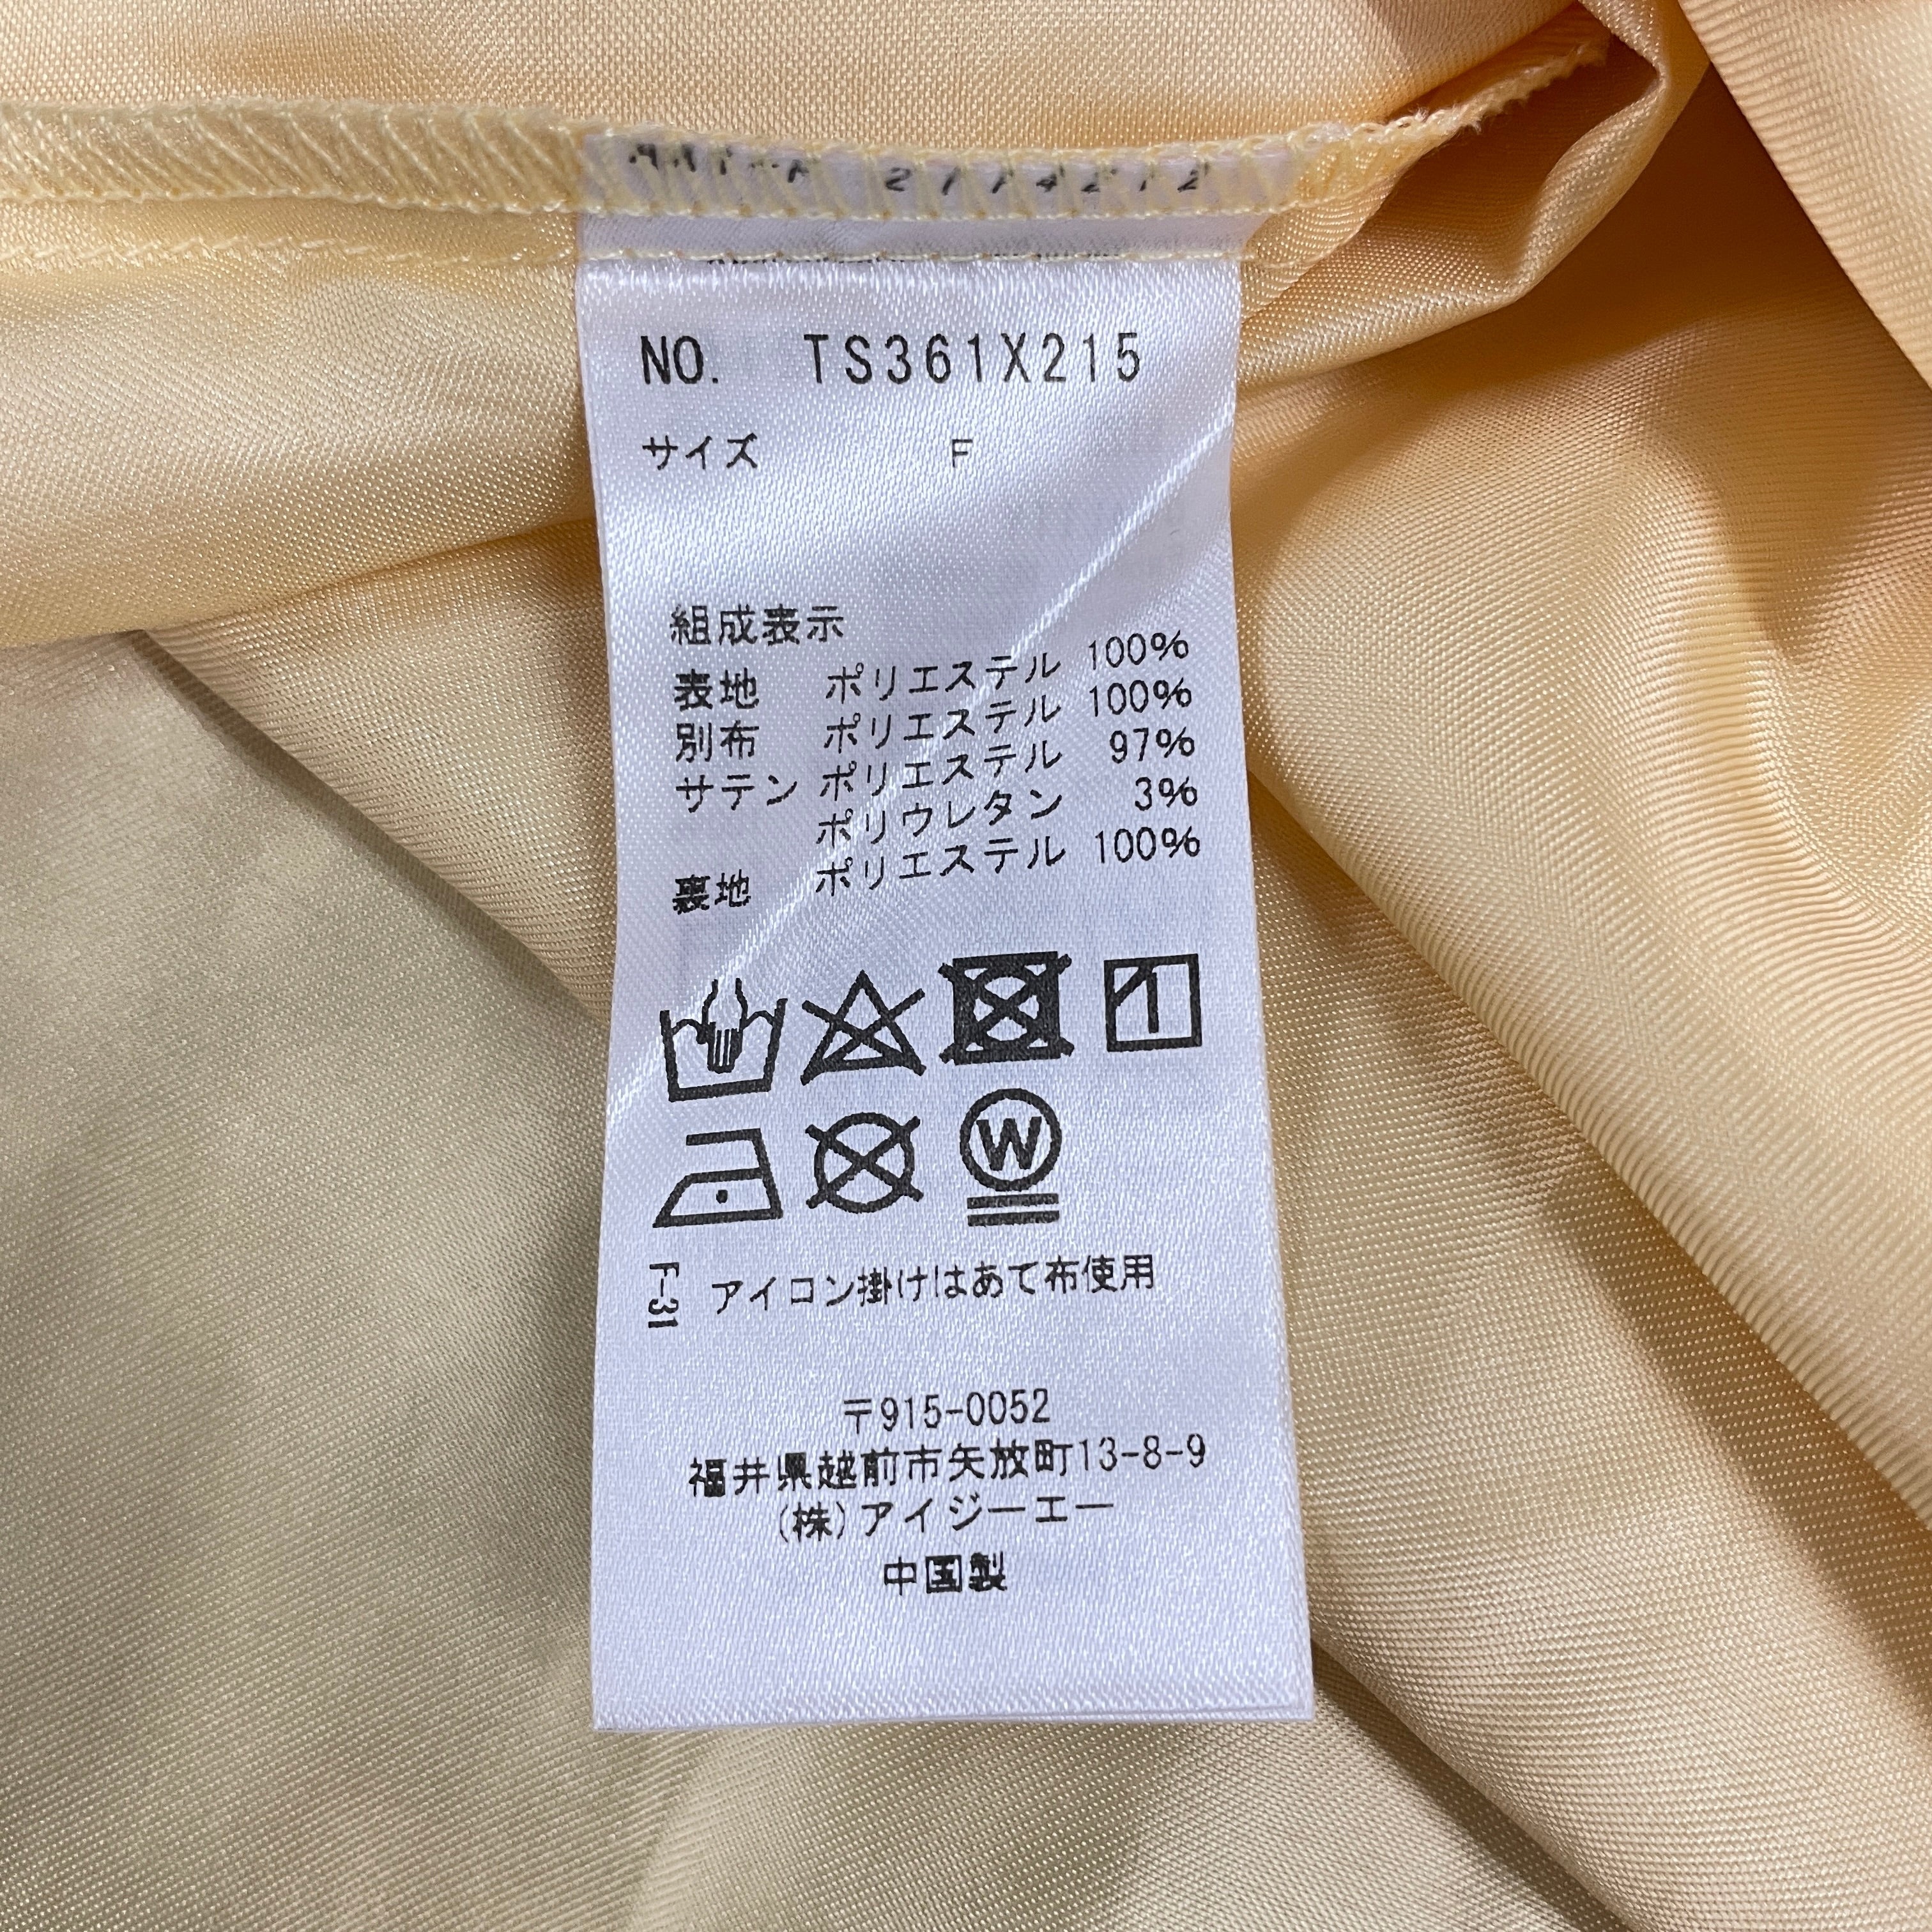 NO. TS361X215
サイズ F
組成表示
表地 ポリエステル 100%
別布 ポリエステル 100%
サテン ポリエステル 97%
ポリウレタン 3%
裏地 ポリエステル 100%
W
F-31 アイコン掛けはあて布使用
〒915-0052
福井県越前市矢放町13-8-9
(株)アイジーエー
中国製